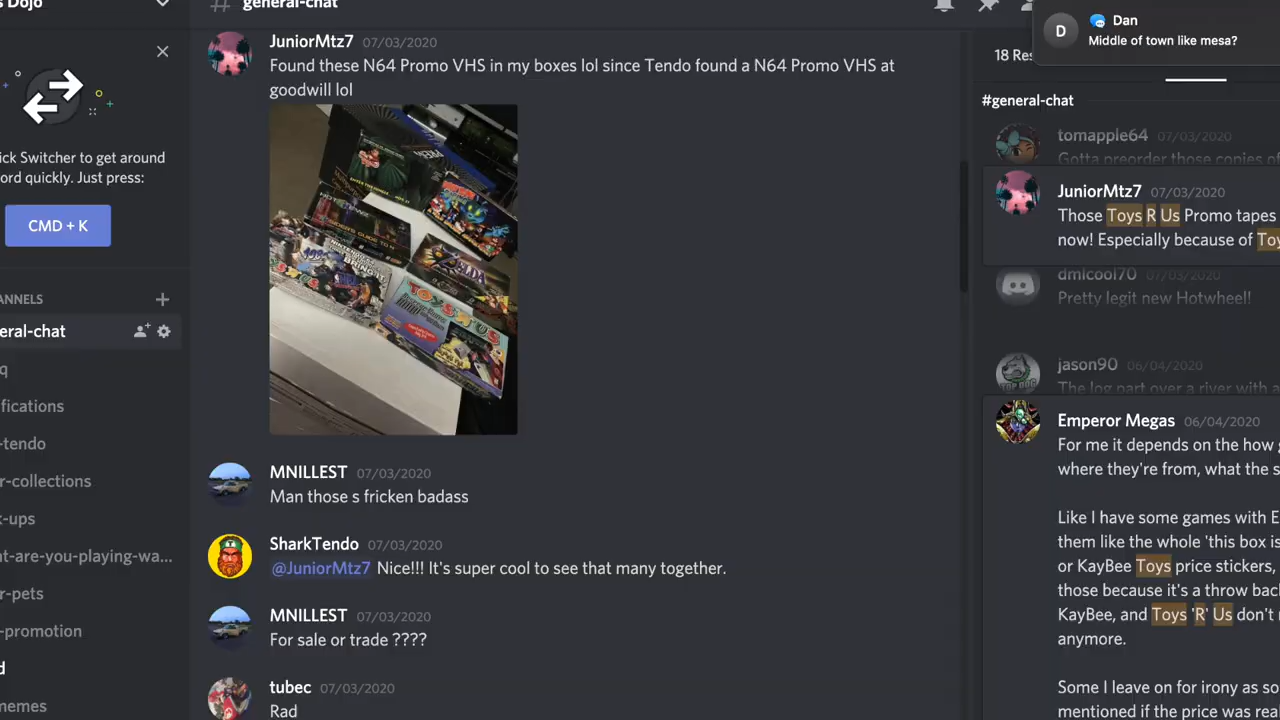 s Dojo
general-chat
JuniorMtz7 07/03/2020
Found these N64 Promo VHS in my boxes lol since Tendo found a N64 Promo VHS at
goodwill lol
ZELDA
TOYS R US
MNILLEST 07/03/2020
Man those s fricken badass
SharkTendo 07/03/2020
@JuniorMtz7 Nice!!! It's super cool to see that many together.
MNILLEST 07/03/2020
For sale or trade ????
tubec 07/03/2020
Rad
ick Switcher to get around
ord quickly. Just press:
CMD + K
ANNELS
eral-chat
q
ifications
-tendo
r-collections
k-ups
t-are-you-playing-wa...
r-pets
-promotion
d
memes
D
Dan
Middle of town like mesa?
18 Res
#general-chat
tomapple64 07/03/2020
Gotta preorder those copies of
JuniorMtz7 07/03/2020
Those Toys R Us Promo tapes
now! Especially because of Toy
dmlcool70 07/03/2020
Pretty legit new Hotwheel!
jason90 06/04/2020
The log part over a river with a
Emperor Megas 06/04/2020
For me it depends on the how g
where they're from, what the s
Like I have some games with E
them like the whole 'this box is
or KayBee Toys price stickers,
those because it's a throw back
KayBee, and Toys 'R' Us don't
anymore.
Some I leave on for irony as so
mentioned if the price was rea